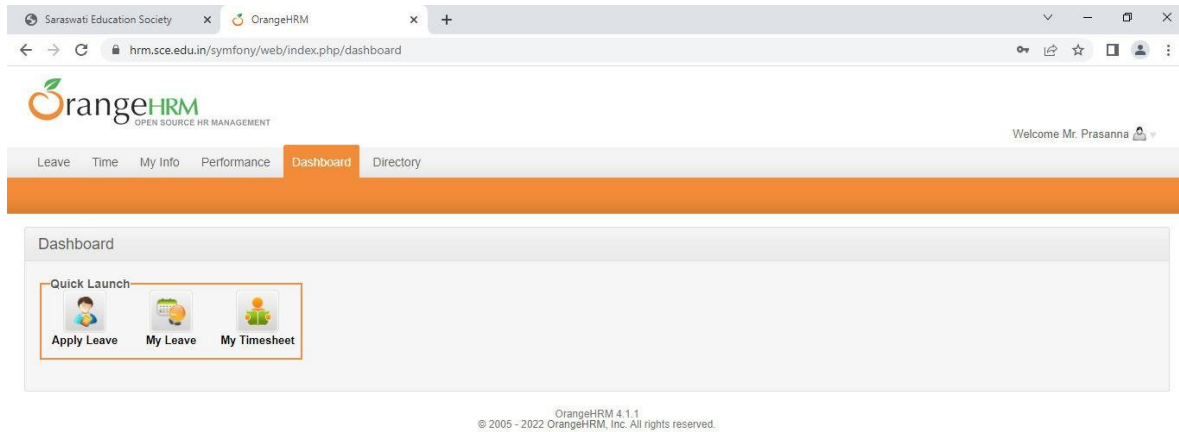 Saraswati Education Society
OrangeHRM
hrm.sce.edu.in/symfony/web/index.php/dashboard
OrangeHRM
OPEN SOURCE HR MANAGEMENT
Welcome Mr. Prasanna
Leave Time My Info Performance Dashboard Directory
Dashboard
Quick Launch
Apply Leave My Leave My Timesheet
OrangeHRM 4.1.1
© 2005 - 2022 OrangeHRM, Inc. All rights reserved.